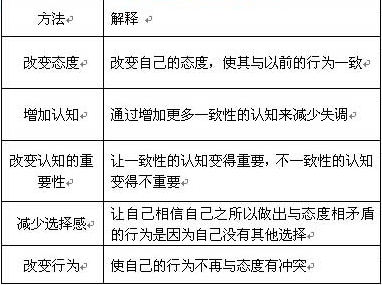 方法 解释
改变态度 改变自己的态度，使其与以前的行为一致
增加认知 通过增加更多一致性的认知来减少失调
改变认知的重 让一致性的认知变得重要，不一致性的认知
要性 变得不重要
减少选择感 让自己相信自己之所以做出与态度相矛盾
的行为是因为自己没有其他选择
改变行为 使自己的行为不再与态度有冲突